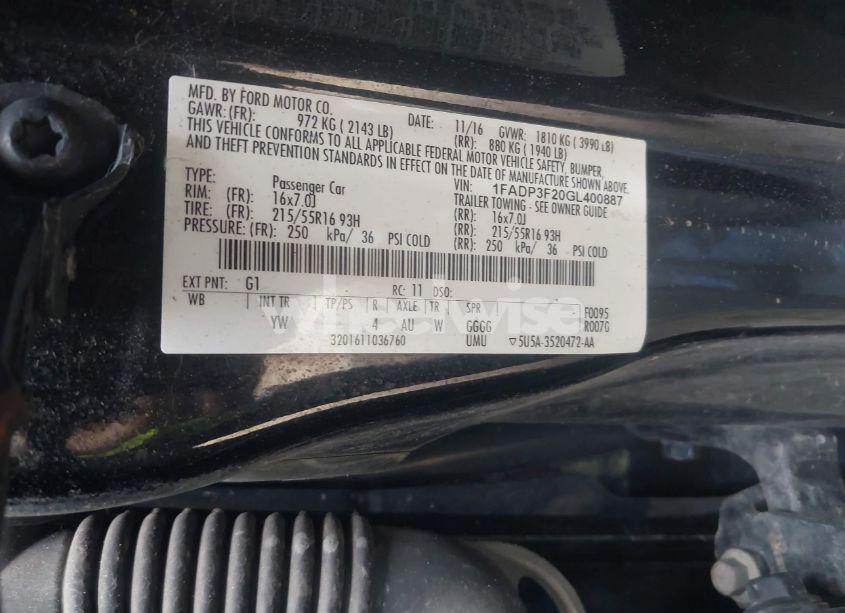 MFD. BY FORD MOTOR CO.
DATE: 11/16 GVWR: 1810 KG ( 3990 LB)
GAWR: (FR): 972 KG ( 2143 LB) (RR): 880 KG ( 1940 LB)
THIS VEHICLE CONFORMS TO ALL APPLICABLE FEDERAL MOTOR VEHICLE SAFETY, BUMPER,
AND THEFT PREVENTION STANDARDS IN EFFECT ON THE DATE OF MANUFACTURE SHOWN ABOVE.
VIN: 1FADP3F20GL400887
TYPE: Passenger Car TRAILER TOWING - SEE OWNER GUIDE
RIM: (FR): 16x7.0J (RR): 16x7.0J
TIRE: (FR): 215/55R16 93H (RR): 215/55R16 93H
PRESSURE: (FR): 250 kPa/ 36 PSI COLD (RR): 250 kPa/ 36 PSI COLD
EXT PNT: G1 RC: 11 DSO:
WB INT TR TP/PS R AXLE TR SPR F0095
YW 4 AU W GGGG R007G
3201611036760 UMU ▽5U5A-3520472-AA
wheelwise